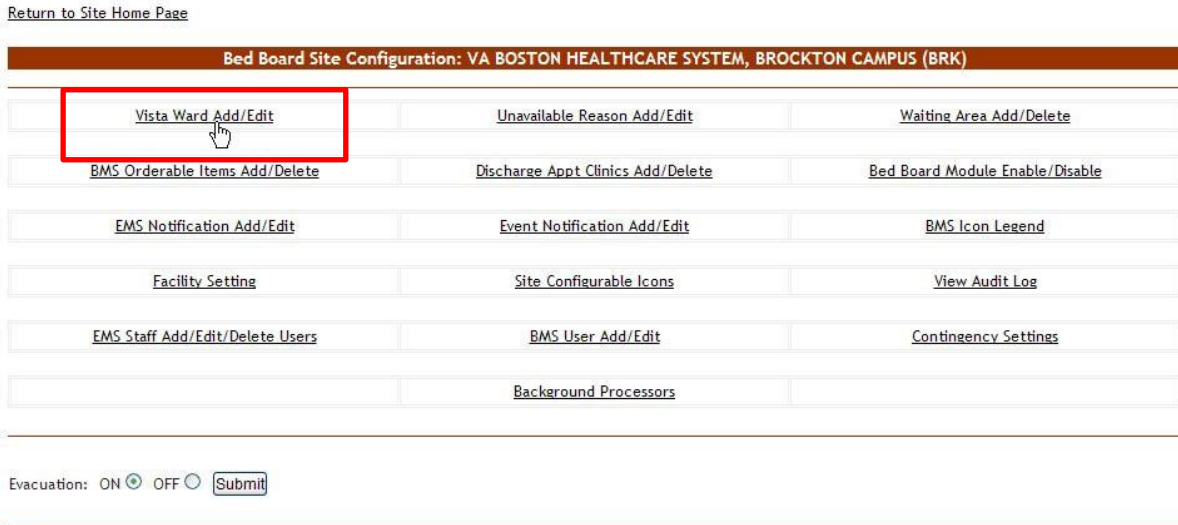 Return to Site Home Page
Bed Board Site Configuration: VA BOSTON HEALTHCARE SYSTEM, BROCKTON CAMPUS (BRK)
Vista Ward Add/Edit Unavailable Reason Add/Edit Waiting Area Add/Delete
BMS Orderable Items Add/Delete Discharge Appt Clinics Add/Delete Bed Board Module Enable/Disable
EMS Notification Add/Edit Event Notification Add/Edit BMS Icon Legend
Facility Setting Site Configurable Icons View Audit Log
EMS Staff Add/Edit/Delete Users BMS User Add/Edit Contingency Settings
Background Processors
Evacuation: ON OFF Submit